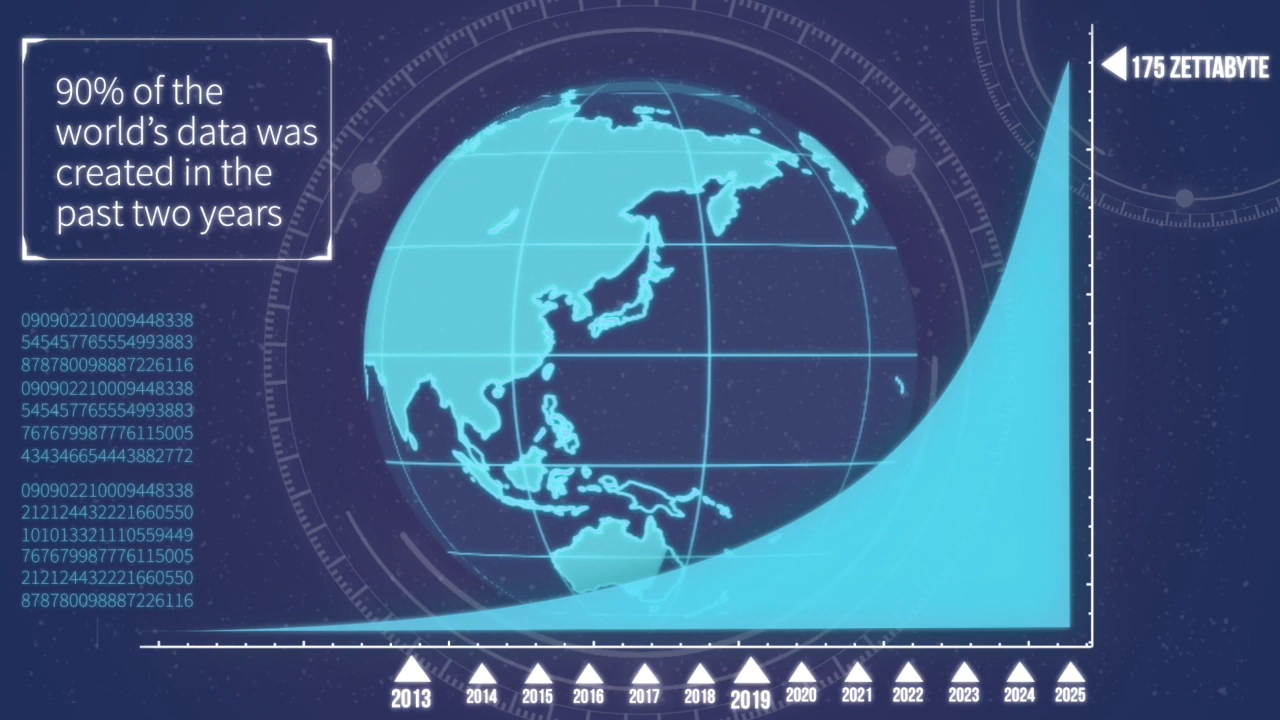 90% of the
world’s data was
created in the
past two years
175 ZETTABYTE
090902210009448338
545457765554993883
878780098887226116
090902210009448338
545457765554993883
767679987776115005
434346654443882772
090902210009448338
212124432221660550
101013321110559449
767679987776115005
212124432221660550
878780098887226116
2013 2014 2015 2016 2017 2018 2019 2020 2021 2022 2023 2024 2025